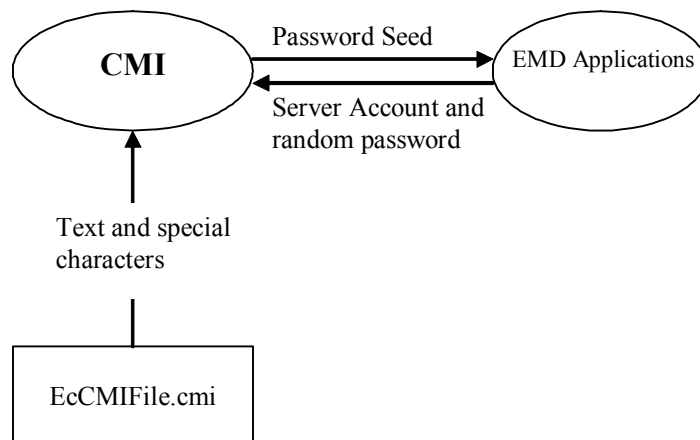 CMI
Password Seed
EMD Applications
Server Account and
random password
Text and special
characters
EcCMIFile.cmi